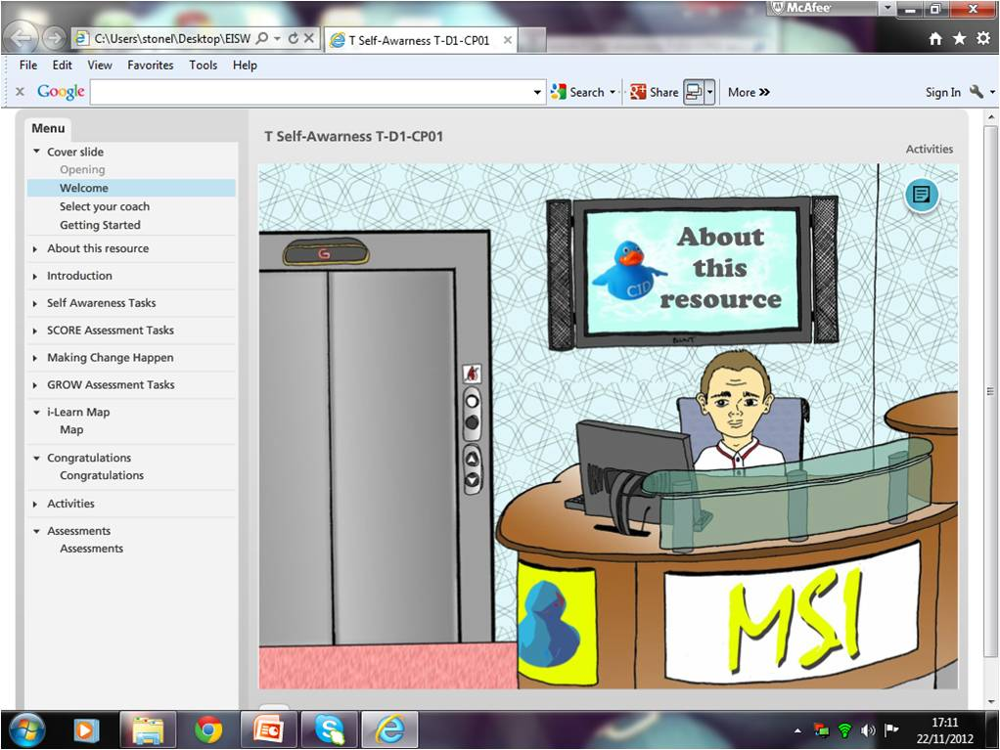 McAfee
C:\Users\stonel\Desktop\EISW
T Self-Awarness T-D1-CP01
File Edit View Favorites Tools Help
x Google Search Share More » Sign In
Menu
Cover slide
Opening
Welcome
Select your coach
Getting Started
About this resource
Introduction
Self Awareness Tasks
SCORE Assessment Tasks
Making Change Happen
GROW Assessment Tasks
i-Learn Map
Map
Congratulations
Congratulations
Activities
Assessments
Assessments
T Self-Awarness T-D1-CP01
Activities
G
About
this
resource
CID
MSI
17:11
22/11/2012